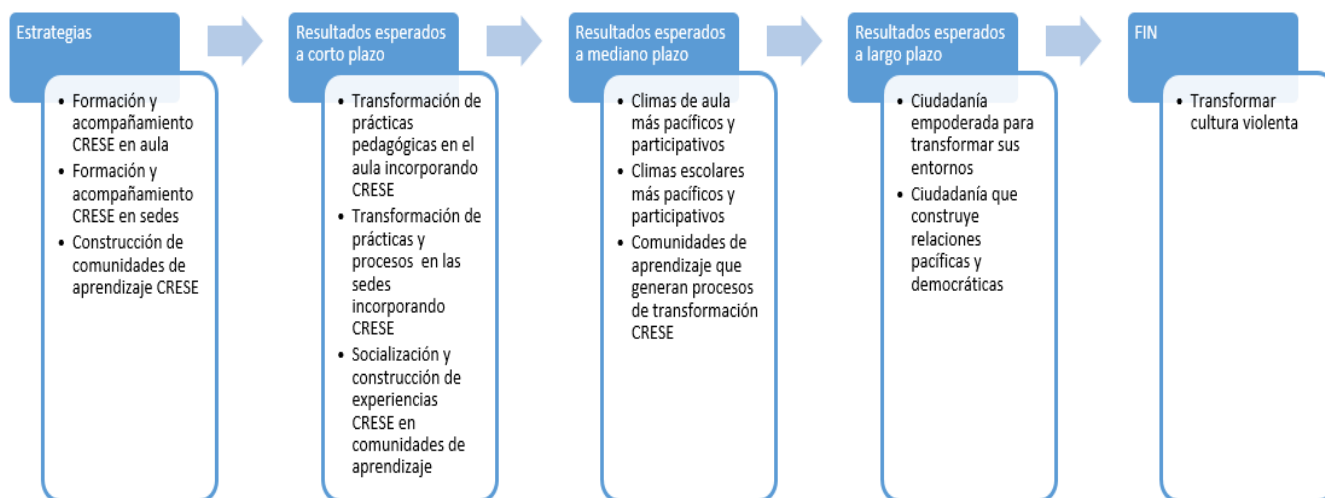 Estrategias
• Formación y
acompañamiento
CRESE en aula
• Formación y
acompañamiento
CRESE en sedes
• Construcción de
comunidades de
aprendizaje CRESE
Resultados esperados
a corto plazo
• Transformación de
prácticas
pedagógicas en el
aula incorporando
CRESE
• Transformación de
prácticas y
procesos en las
sedes
incorporando
CRESE
• Socialización y
construcción de
experiencias
CRESE en
comunidades de
aprendizaje
Resultados esperados
a mediano plazo
• Climas de aula
más pacíficos y
participativos
• Climas escolares
más pacíficos y
participativos
• Comunidades de
aprendizaje que
generan procesos
de transformación
CRESE
Resultados esperados
a largo plazo
• Ciudadanía
empoderada para
transformar sus
entornos
• Ciudadanía que
construye
relaciones
pacíficas y
democráticas
FIN
• Transformar
cultura violenta